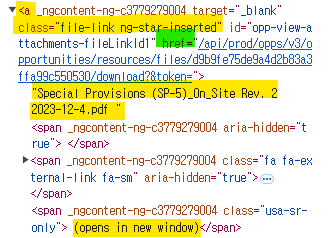 ▼<a _ngcontent-ng-c3779279004 target="_blank"
class="file-link ng-star-inserted" id="opp-view-a
ttachments-fileLinkId1" href="/api/prod/opps/v3/o
pportunities/resources/files/d9b9fe75de9a4d2b83a3
ffa99c550530/download?&token=">
"Special Provisions (SP-5)_On_Site Rev. 2
2023-12-4.pdf "
<span _ngcontent-ng-c3779279004 aria-hidden="t
rue"> </span>
▶<span _ngcontent-ng-c3779279004 class="fa fa-ex
ternal-link fa-sm" aria-hidden="true">…
</span>
<span _ngcontent-ng-c3779279004 class="usa-sr-
only"> (opens in new window)</span>